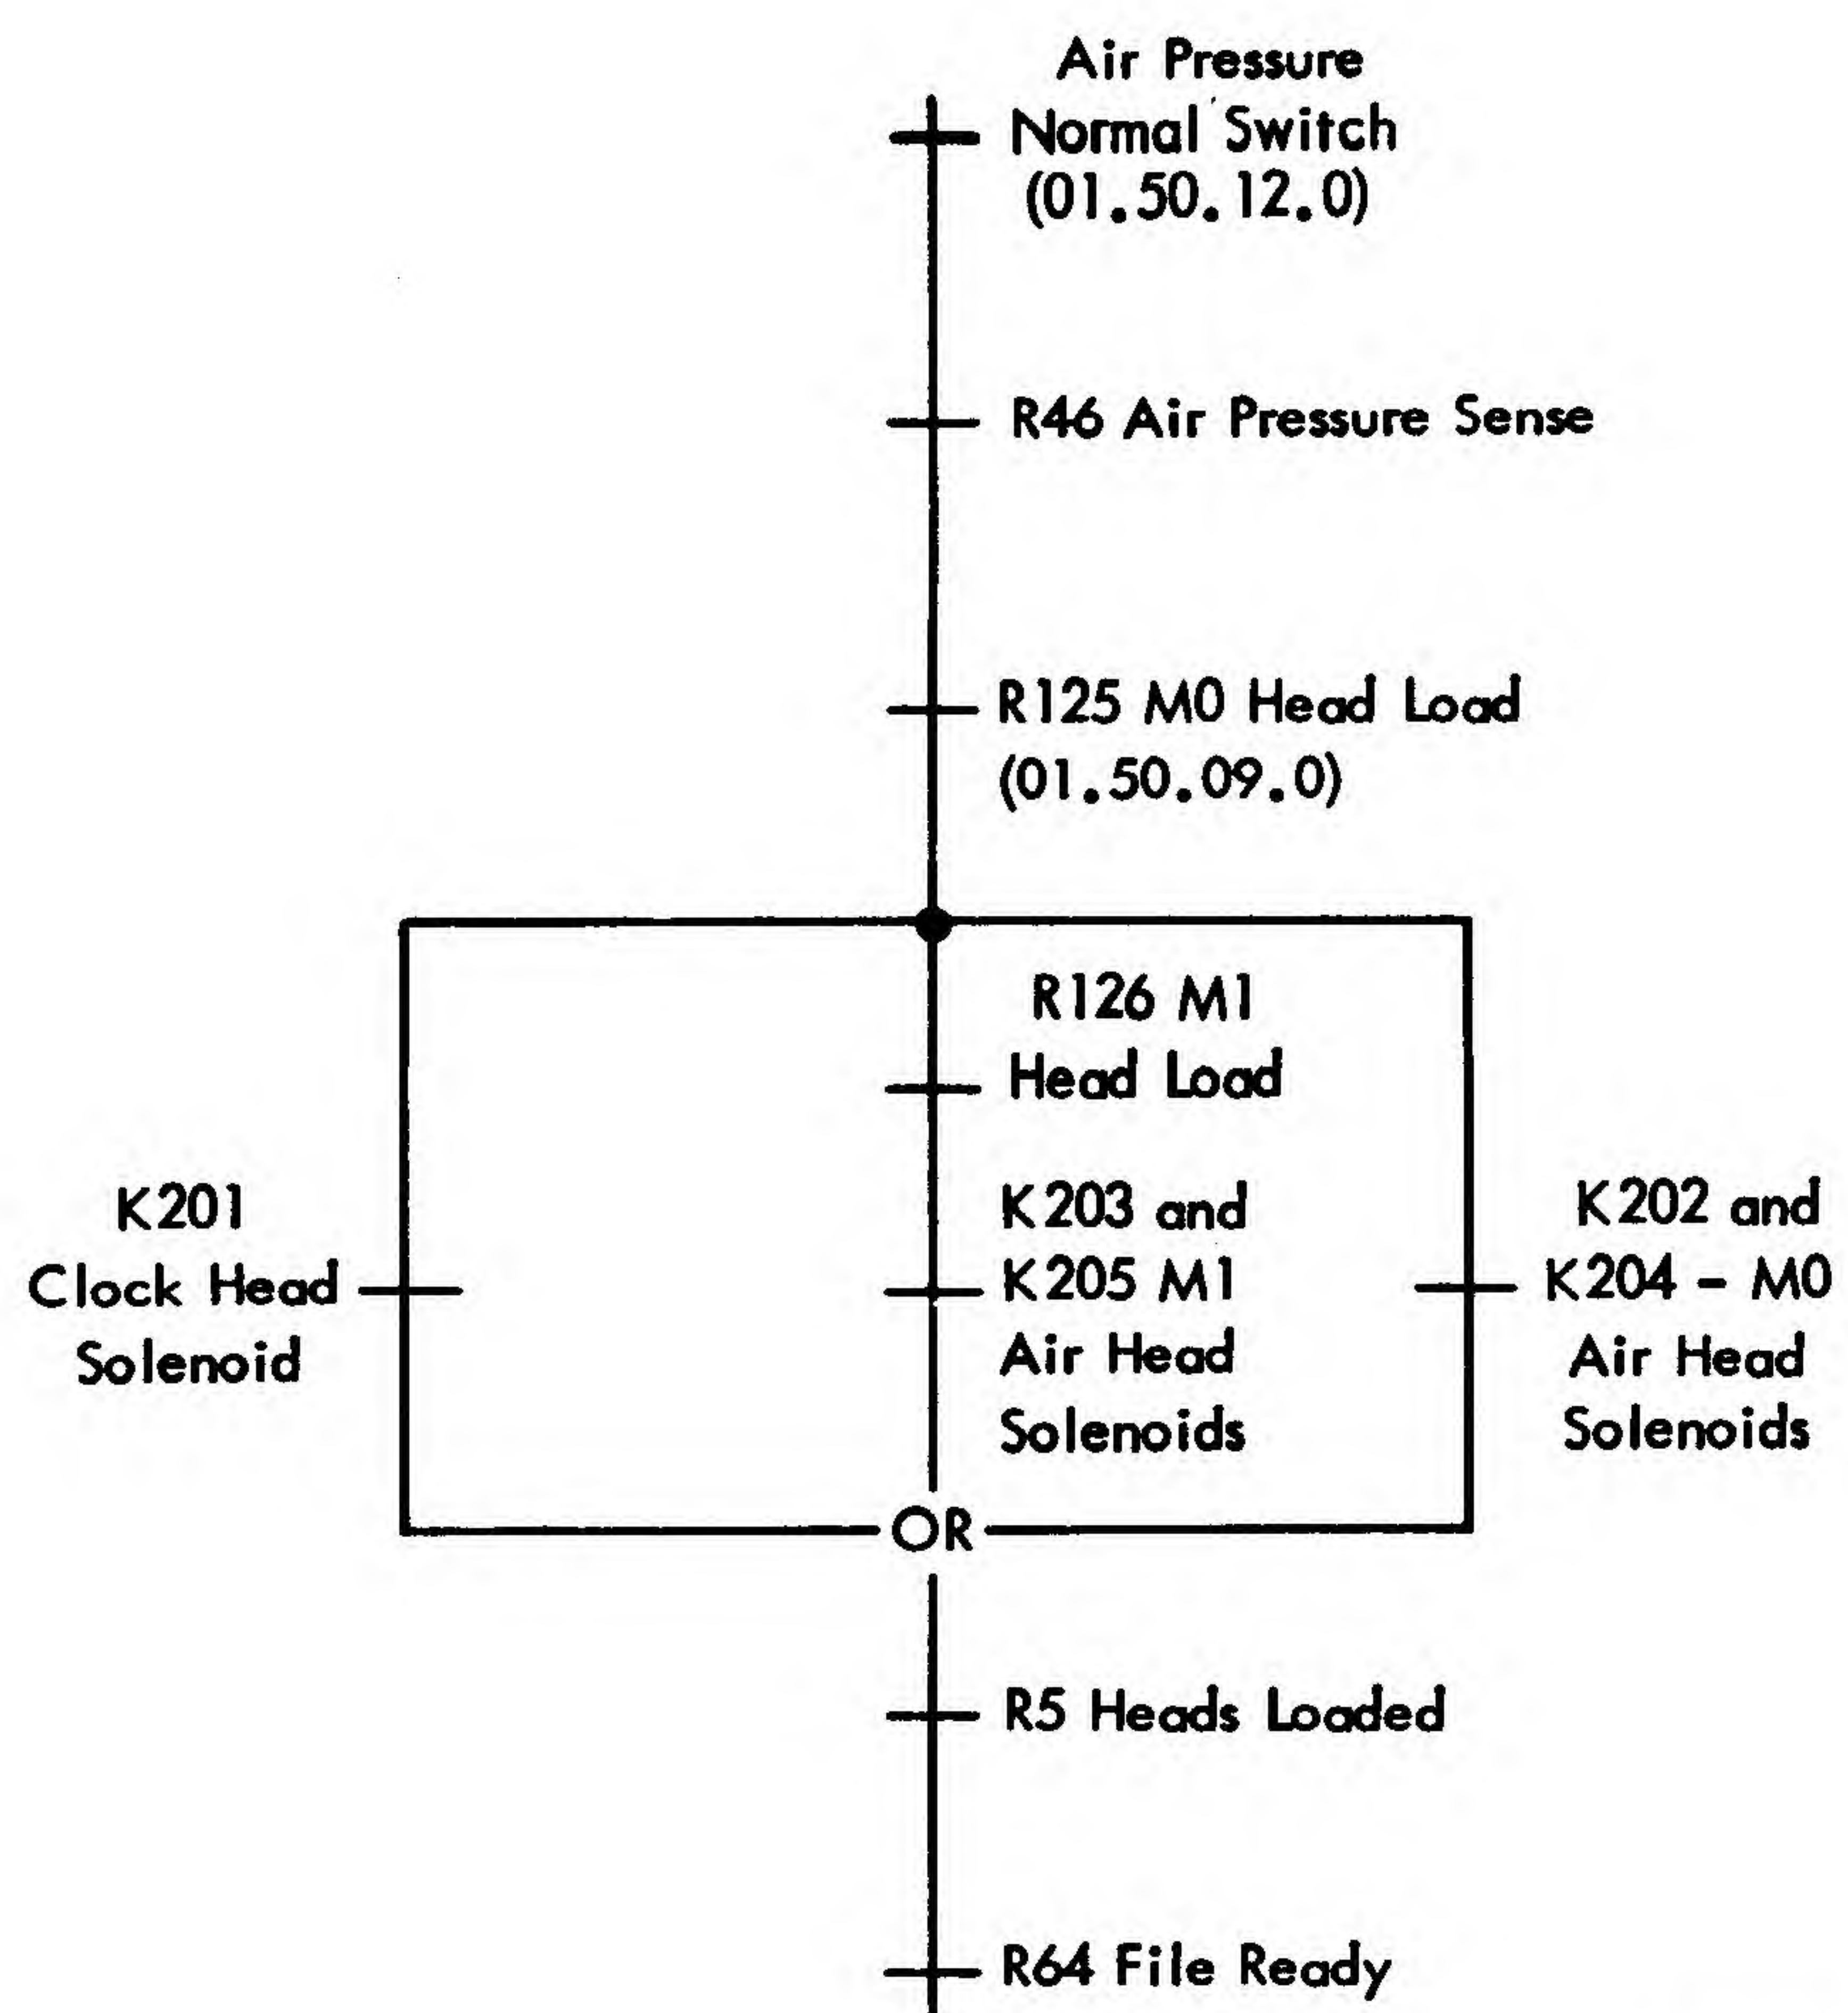 Air Pressure
Normal Switch
(01.50.12.0)
R46 Air Pressure Sense
R125 M0 Head Load
(01.50.09.0)
R126 M1
Head Load
K201
Clock Head
Solenoid
K203 and
K205 M1
Air Head
Solenoids
K202 and
K204 - M0
Air Head
Solenoids
OR
R5 Heads Loaded
R64 File Ready